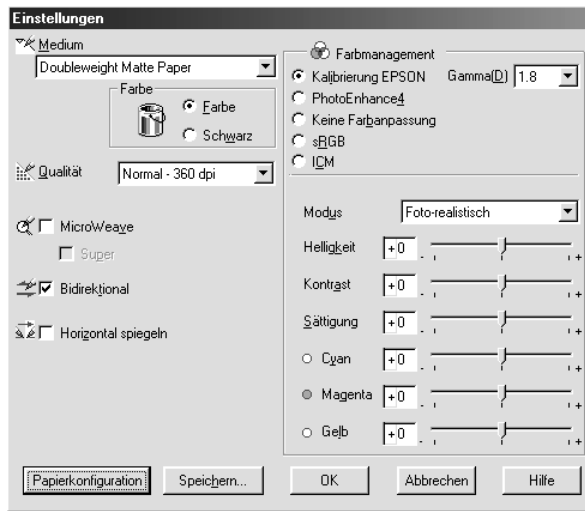 Einstellungen
Medium
Doubleweight Matte Paper
Farbe
Farbe
Schwarz
Qualität
Normal - 360 dpi
MicroWeave
Super
Bidirektional
Horizontal spiegeln
Farbmanagement
Kalibrierung EPSON Gamma(D) 1.8
PhotoEnhance4
Keine Farbanpassung
sRGB
ICM
Modus Foto-realistisch
Helligkeit +0 - +
Kontrast +0 - +
Sättigung +0 - +
Cyan +0 - +
Magenta +0 - +
Gelb +0 - +
Papierkonfiguration Speichern... OK Abbrechen Hilfe